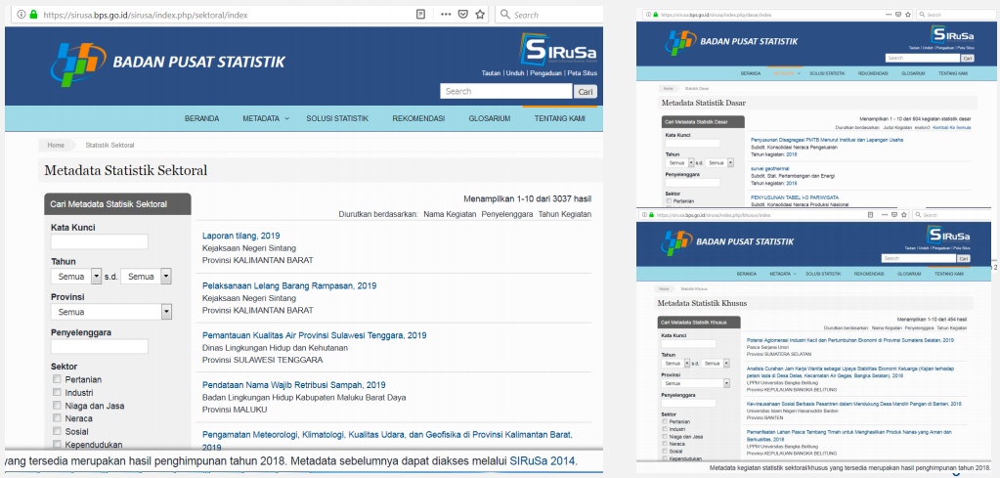 https://sirusa.bps.go.id/sirusa/index.php/sektoral/index
Search
BADAN PUSAT STATISTIK
SIRuSa
Tautan | Unduh | Pengaduan | Peta Situs
Search
Cari
BERANDA METADATA SOLUSI STATISTIK REKOMENDASI GLOSARIUM TENTANG KAMI
Home Statistik Sektoral
Metadata Statistik Sektoral
Cari Metadata Statisik Sektoral
Kata Kunci
Tahun
Semua s.d. Semua
Provinsi
Semua
Penyelenggara
Sektor
Pertanian
Industri
Niaga dan Jasa
Neraca
Sosial
Kependudukan
Menampilkan 1-10 dari 3037 hasil
Diurutkan berdasarkan: Nama Kegiatan Penyelenggara Tahun Kegiatan
Laporan tilang, 2019
Kejaksaan Negeri Sintang
Provinsi KALIMANTAN BARAT
Pelaksanaan Lelang Barang Rampasan, 2019
Kejaksaan Negeri Sintang
Provinsi KALIMANTAN BARAT
Pemantauan Kualitas Air Provinsi Sulawesi Tenggara, 2019
Dinas Lingkungan Hidup dan Kehutanan
Provinsi SULAWESI TENGGARA
Pendataan Nama Wajib Retribusi Sampah, 2019
Badan Lingkungan Hidup Kabupaten Maluku Barat Daya
Provinsi MALUKU
Pengamatan Meteorologi, Klimatologi, Kualitas Udara, dan Geofisika di Provinsi Kalimantan Barat,
2019
yang tersedia merupakan hasil penghimpunan tahun 2018. Metadata sebelumnya dapat diakses melalui SIRuSa 2014.
https://sirusa.bps.go.id/sirusa/index.php/dasar/index
Search
BADAN PUSAT STATISTIK
SIRuSa
Tautan | Unduh | Pengaduan | Peta Situs
Search
Cari
BERANDA METADATA SOLUSI STATISTIK REKOMENDASI GLOSARIUM TENTANG KAMI
Home Statistik Dasar
Metadata Statistik Dasar
Cari Metadata Statistik Dasar
Kata Kunci
Tahun
Semua s.d. Semua
Penyelenggara
Sektor
Pertanian
Menampilkan 1 - 10 dari 604 kegiatan statistik dasar
Diurutkan berdasarkan: Judul Kegiatan eselon3 Kembali Ke Semula
Penyusunan Disagregasi PMTB Menurut Institusi dan Lapangan Usaha
Subdit. Konsolidasi Neraca Pengeluaran
Tahun kegiatan: 2018
survei geothermal
Subdit. Stat. Pertambangan dan Energi
Tahun kegiatan: 2018
PENYUSUNAN TABEL I-O PARIWISATA
Subdit. Konsolidasi Neraca Produksi Nasional
https://sirusa.bps.go.id/sirusa/index.php/khusus/index
Search
BADAN PUSAT STATISTIK
SIRuSa
Tautan | Unduh | Pengaduan | Peta Situs
Search
Cari
BERANDA METADATA SOLUSI STATISTIK REKOMENDASI GLOSARIUM TENTANG KAMI
Home Statistik Khusus
Metadata Statistik Khusus
Cari Metadata Statistik Khusus
Kata Kunci
Tahun
Semua s.d. Semua
Provinsi
Semua
Penyelenggara
Sektor
Pertanian
Industri
Niaga dan Jasa
Neraca
Sosial
Kependudukan
Menampilkan 1-10 dari 454 hasil
Diurutkan berdasarkan: Nama Kegiatan Penyelenggara Tahun Kegiatan
Potensi Aglomerasi Industri Kecil dan Pertumbuhan Ekonomi di Provinsi Sumatera Selatan, 2019
Pasca Sarjana Unsri
Provinsi SUMATERA SELATAN
Analisis Curahan Jam Kerja Wanita sebagai Upaya Stabilitas Ekonomi Keluarga (Kajian terhadap
petani lada di Desa Delas, Kecamatan Air Gegas, Bangka Selatan), 2018
LPPM Universitas Bangka Belitung
Provinsi KEPULAUAN BANGKA BELITUNG
Kewirausahaan Sosial Berbasis Pesantren dalam Mendukung Desa Mandiri Pangan di Banten, 2018
Universitas Islam Negeri Hasanuddin Banten
Provinsi BANTEN
Pemanfaatan Lahan Pasca Tambang Timah untuk Menghasilkan Produk Nanas yang Aman dan
Berkualitas, 2018
LPPM Universitas Bangka Belitung
Provinsi KEPULAUAN BANGKA BELITUNG
Metadata kegiatan statistik sektoral/khusus yang tersedia merupakan hasil penghimpunan tahun 2018.